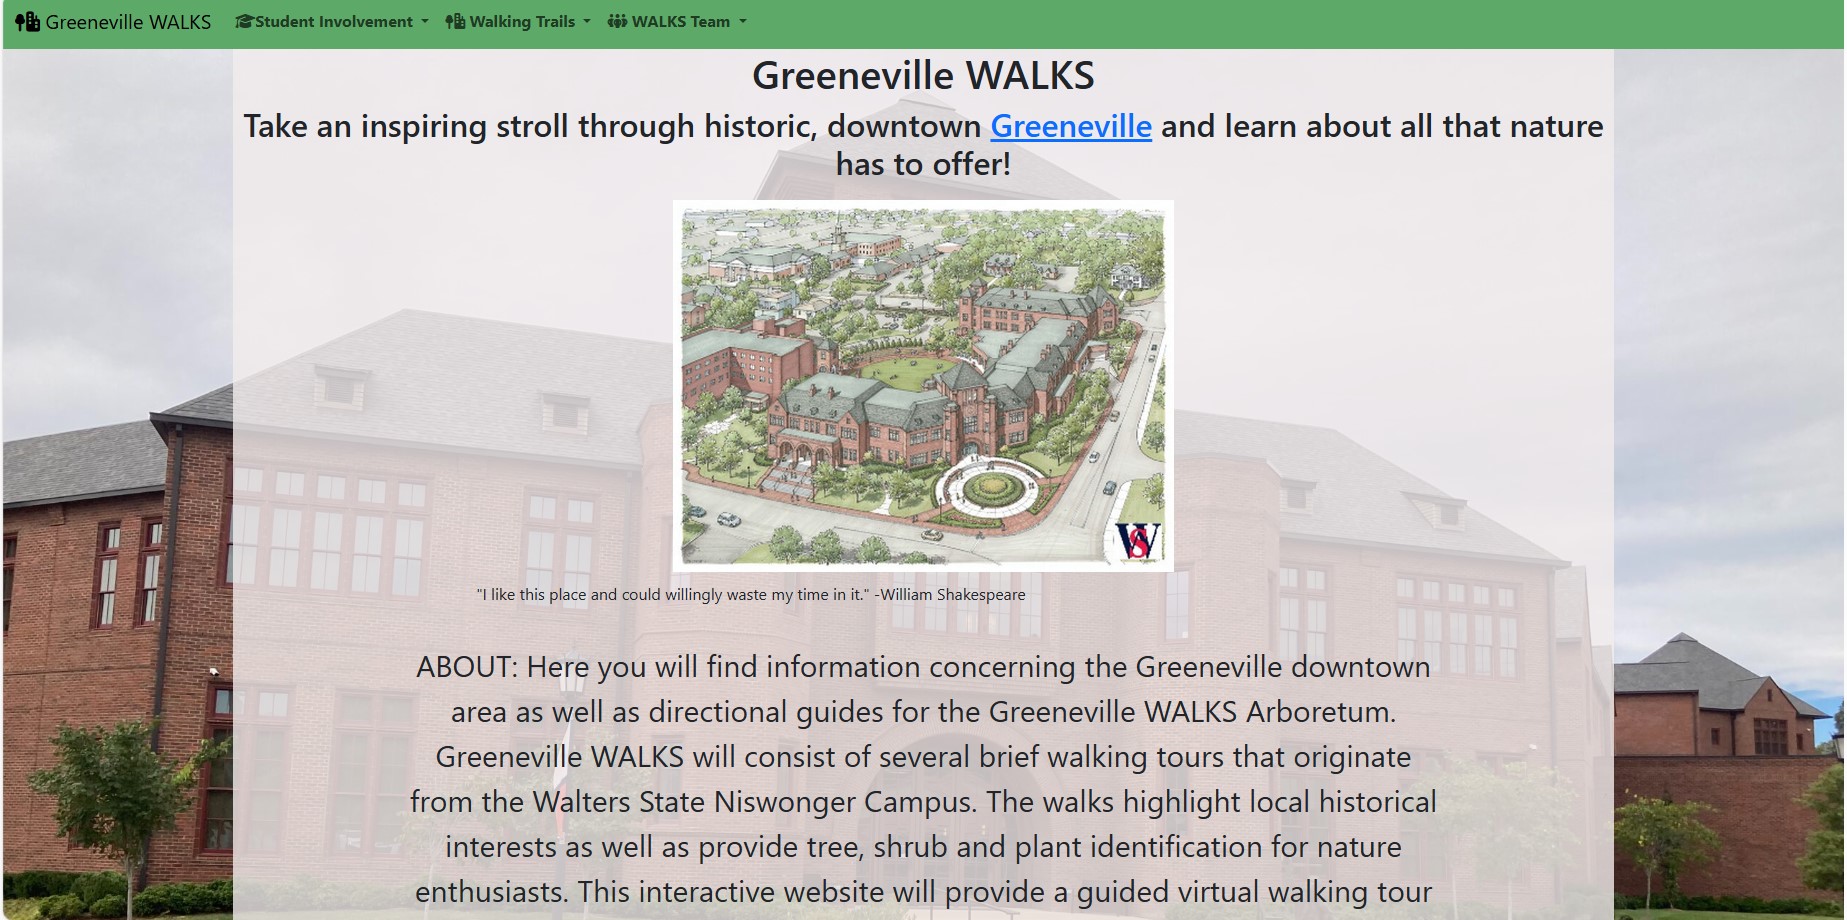 Greeneville WALKS Student Involvement Walking Trails WALKS Team
Greeneville WALKS
Take an inspiring stroll through historic, downtown Greeneville and learn about all that nature
has to offer!
WS
"I like this place and could willingly waste my time in it." -William Shakespeare
ABOUT: Here you will find information concerning the Greeneville downtown
area as well as directional guides for the Greeneville WALKS Arboretum.
Greeneville WALKS will consist of several brief walking tours that originate
from the Walters State Niswonger Campus. The walks highlight local historical
interests as well as provide tree, shrub and plant identification for nature
enthusiasts. This interactive website will provide a guided virtual walking tour